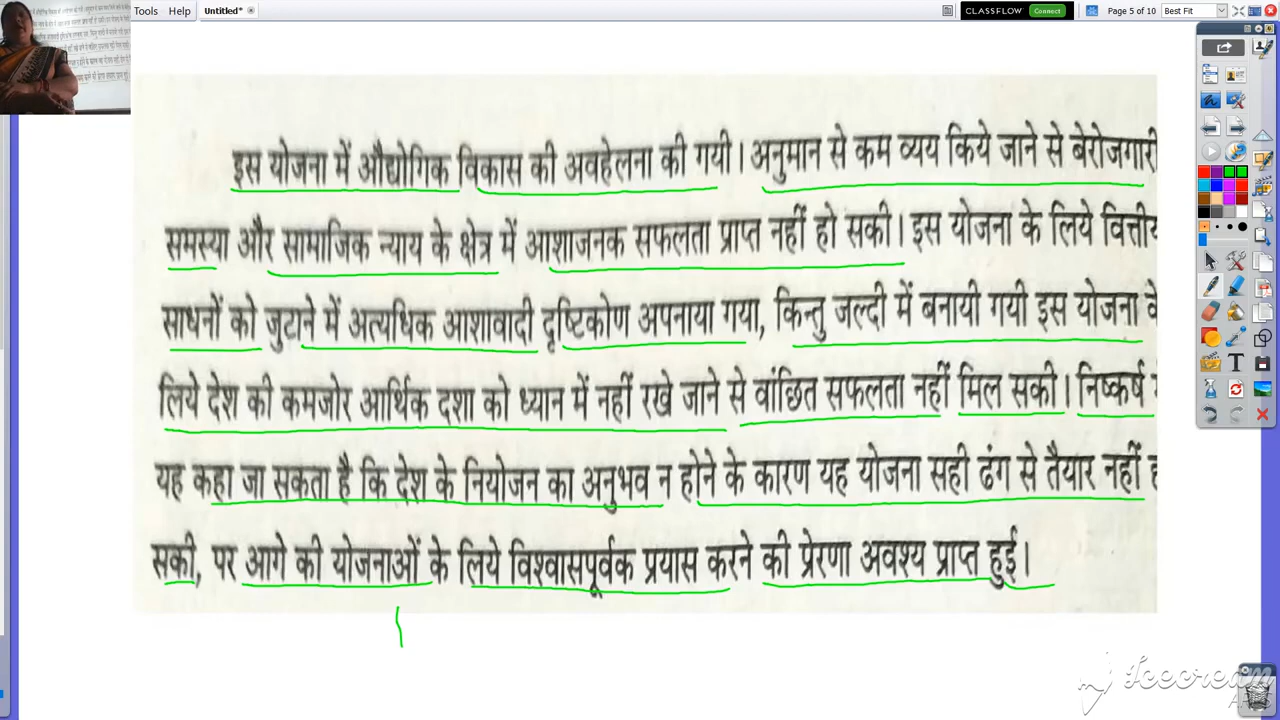 Tools Help Untitled* CLASSFLOW Connect Page 5 of 10 Best Fit
इस योजना में औद्योगिक विकास की अवहेलना की गयी। अनुमान से कम व्यय किये जाने से बेरोजगारी
समस्या और सामाजिक न्याय के क्षेत्र में आशाजनक सफलता प्राप्त नहीं हो सकी। इस योजना के लिये वित्तीय
साधनों को जुटाने में अत्यधिक आशावादी दृष्टिकोण अपनाया गया, किन्तु जल्दी में बनायी गयी इस योजना के
लिये देश की कमजोर आर्थिक दशा को ध्यान में नहीं रखे जाने से वांछित सफलता नहीं मिल सकी। निष्कर्ष
यह कहा जा सकता है कि देश के नियोजन का अनुभव न होने के कारण यह योजना सही ढंग से तैयार नहीं
सकी, पर आगे की योजनाओं के लिये विश्वासपूर्वक प्रयास करने की प्रेरणा अवश्य प्राप्त हुई।
Icecream
APPS